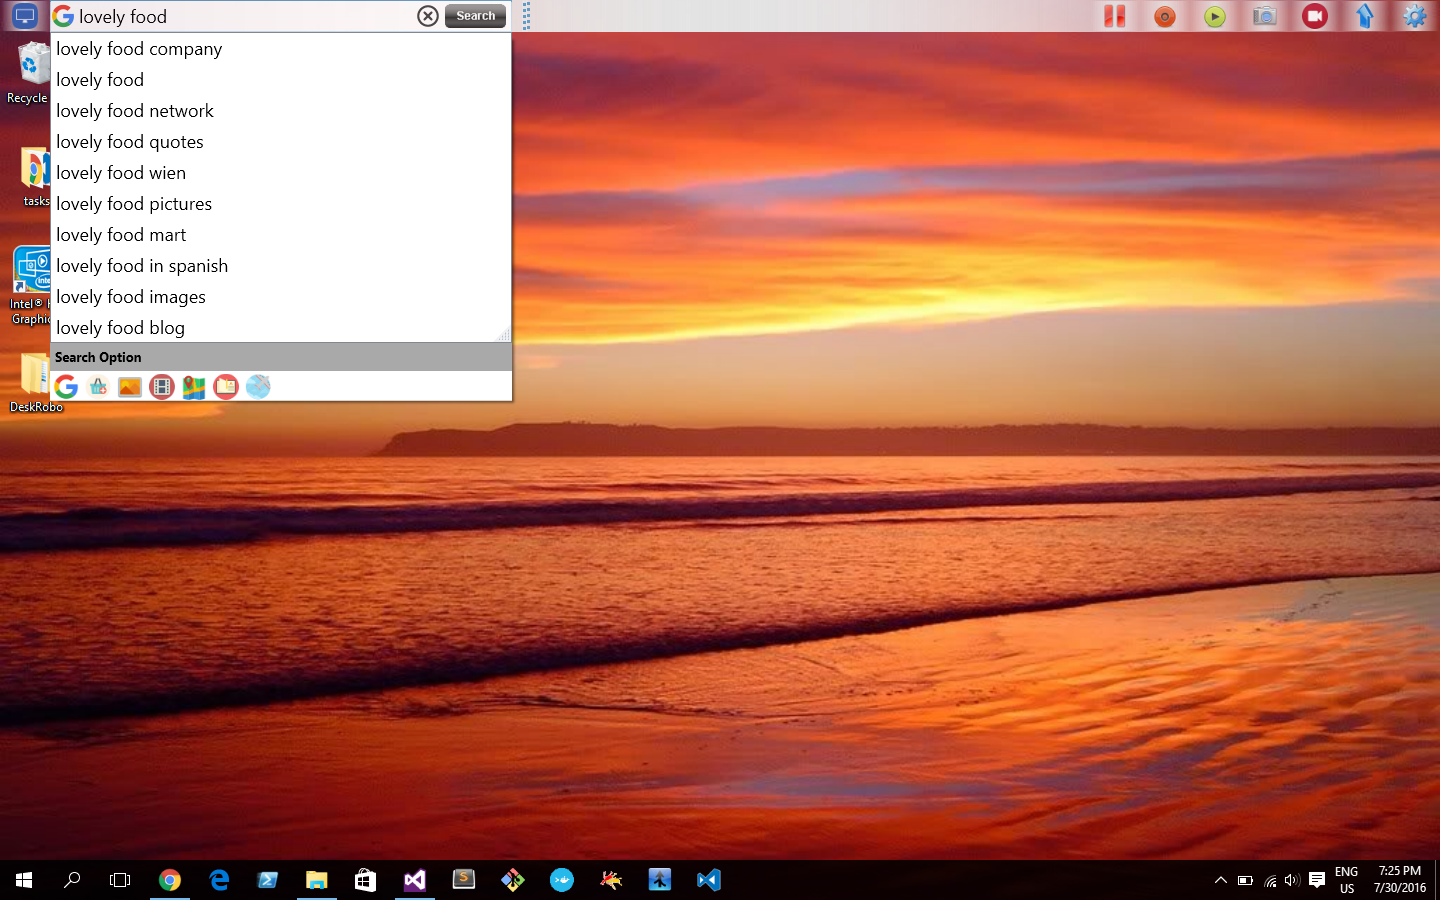 lovely food
Search
lovely food company
lovely food
lovely food network
lovely food quotes
lovely food wien
lovely food pictures
lovely food mart
lovely food in spanish
lovely food images
lovely food blog
Search Option
Recycle
tasks
Intel®
Graphic
DeskRobo
ENG
US
7:25 PM
7/30/2016